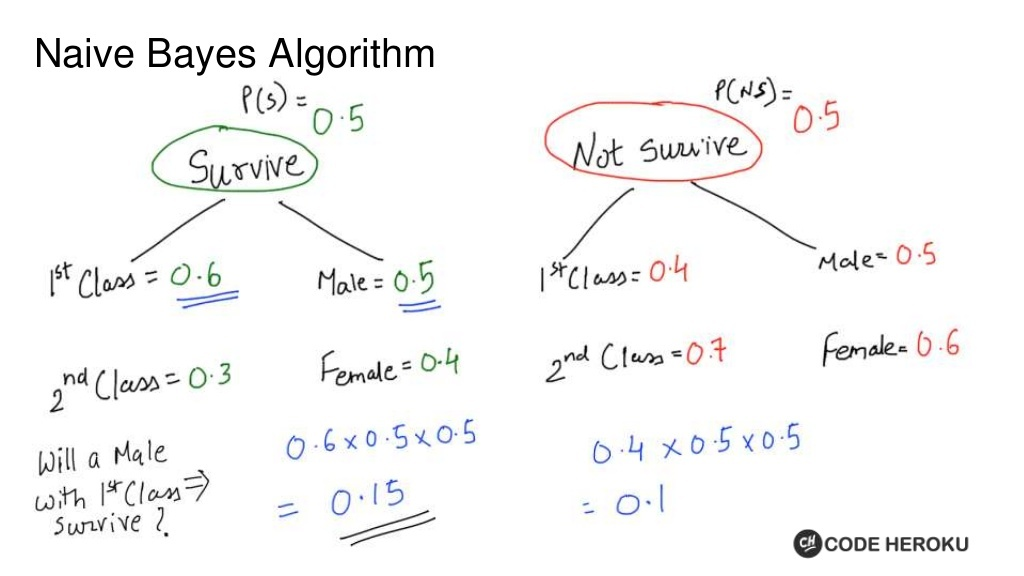 Naive Bayes Algorithm
P(s) = 0.5
Survive
1st Class = 0.6
Male = 0.5
2nd Class = 0.3
Female = 0.4
Will a Male
with 1st Class ⇒
survive ?
0.6 x 0.5 x 0.5
= 0.15
P(NS) = 0.5
Not survive
1st Class = 0.4
Male = 0.5
2nd Class = 0.7
Female = 0.6
0.4 x 0.5 x 0.5
= 0.1
CH CODE HEROKU